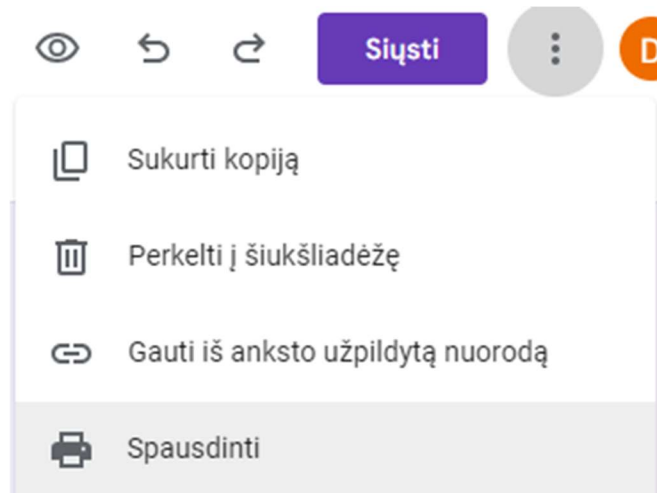 Siųsti
D
Sukurti kopiją
Perkelti į šiukšliadėžę
Gauti iš anksto užpildytą nuorodą
Spausdinti